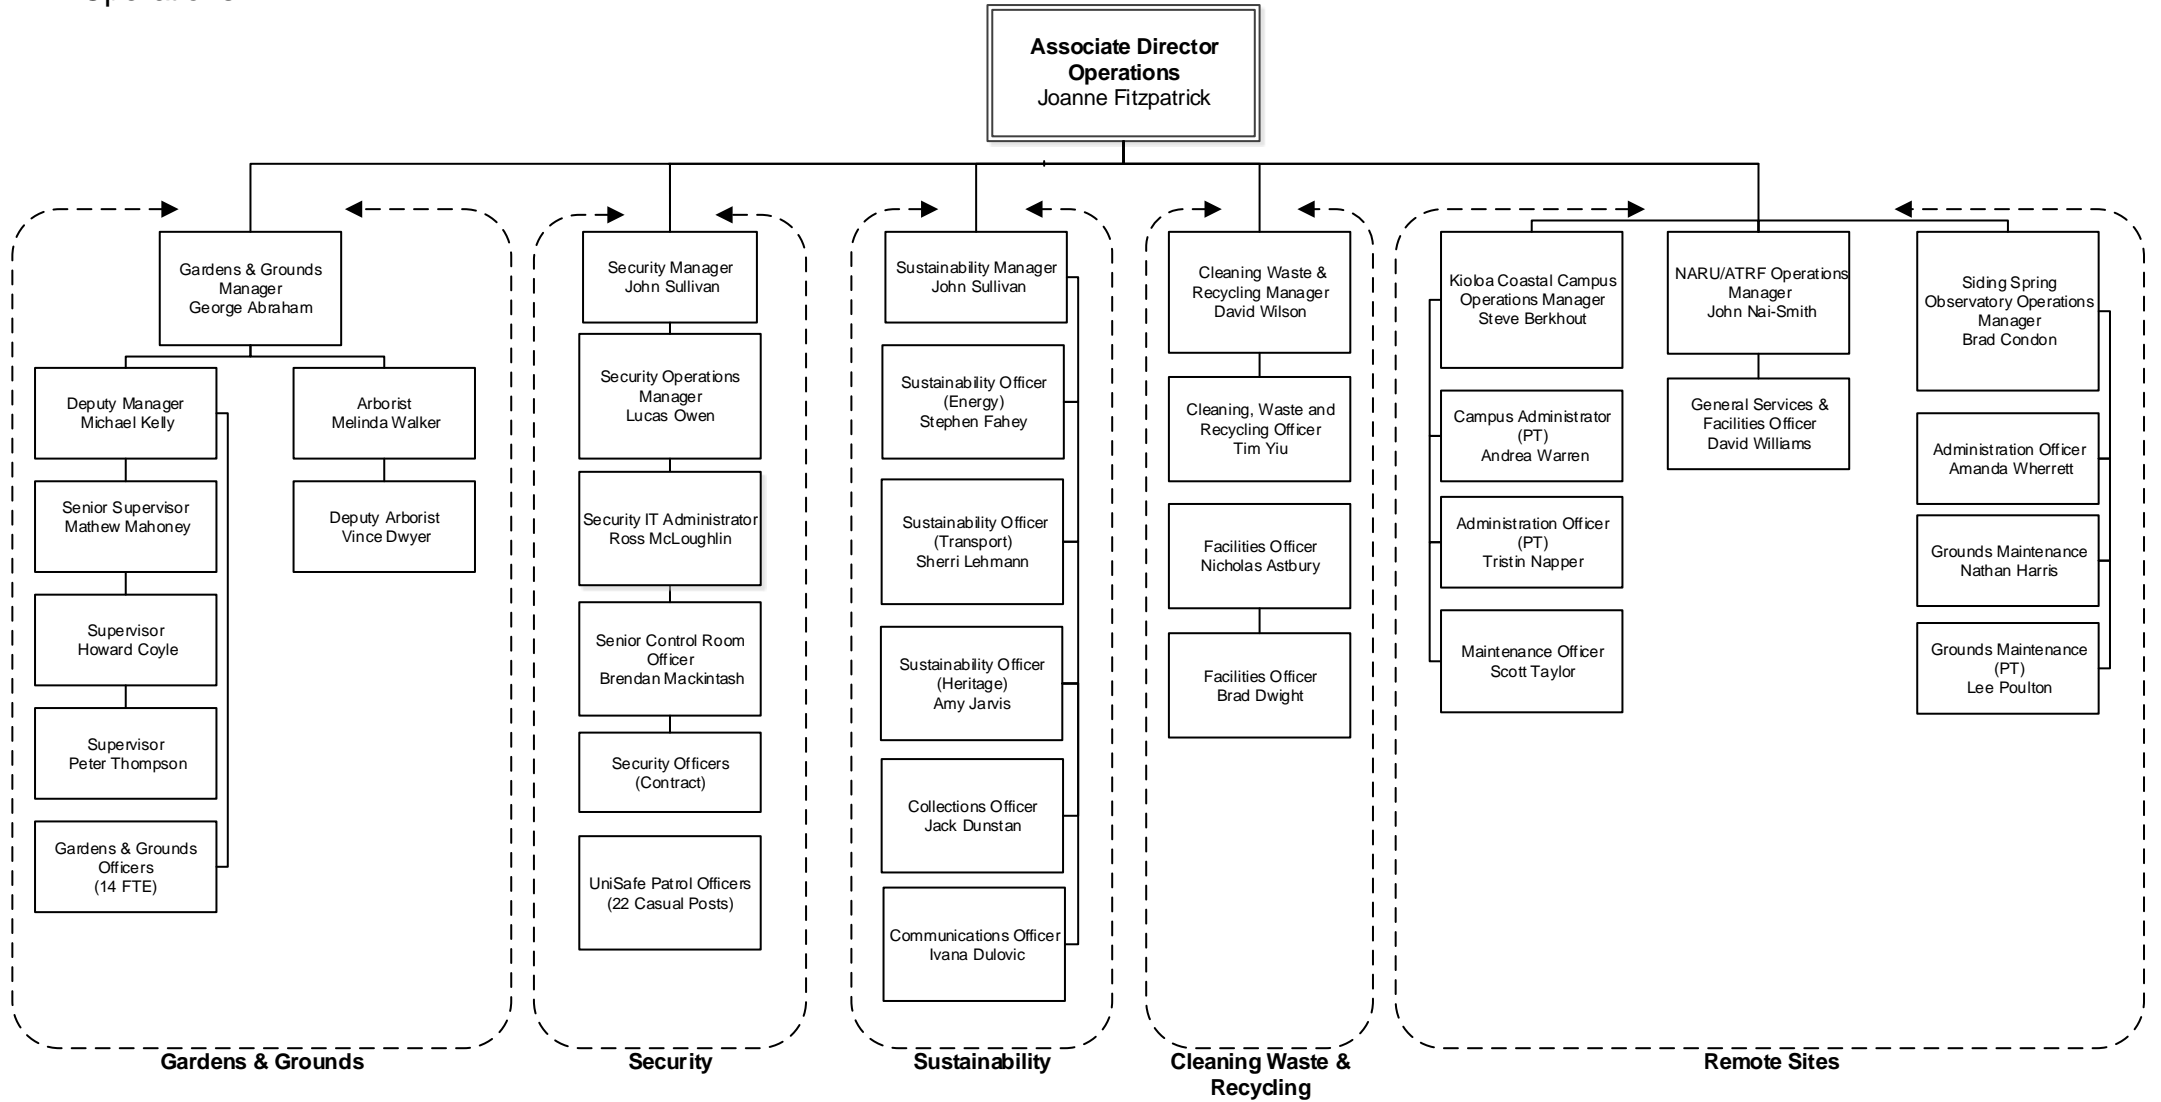 Associate Director
Operations
Joanne Fitzpatrick
Gardens & Grounds
Manager
George Abraham
Deputy Manager
Michael Kelly
Arborist
Melinda Walker
Senior Supervisor
Mathew Mahoney
Deputy Arborist
Vince Dwyer
Supervisor
Howard Coyle
Supervisor
Peter Thompson
Gardens & Grounds
Officers
(14 FTE)
Gardens & Grounds
Security Manager
John Sullivan
Security Operations
Manager
Lucas Owen
Security IT Administrator
Ross McLoughlin
Senior Control Room
Officer
Brendan Mackintash
Security Officers
(Contract)
UniSafe Patrol Officers
(22 Casual Posts)
Security
Sustainability Manager
John Sullivan
Sustainability Officer
(Energy)
Stephen Fahey
Sustainability Officer
(Transport)
Sherri Lehmann
Sustainability Officer
(Heritage)
Amy Jarvis
Collections Officer
Jack Dunstan
Communications Officer
Ivana Dulovic
Sustainability
Cleaning Waste &
Recycling Manager
David Wilson
Cleaning, Waste and
Recycling Officer
Tim Yiu
Facilities Officer
Nicholas Astbury
Facilities Officer
Brad Dwight
Cleaning Waste &
Recycling
Kioloa Coastal Campus
Operations Manager
Steve Berkhout
Campus Administrator
(PT)
Andrea Warren
Administration Officer
(PT)
Tristin Napper
Maintenance Officer
Scott Taylor
NARU/ATRF Operations
Manager
John Nai-Smith
General Services &
Facilities Officer
David Williams
Siding Spring
Observatory Operations
Manager
Brad Condon
Administration Officer
Amanda Wherrett
Grounds Maintenance
Nathan Harris
Grounds Maintenance
(PT)
Lee Poulton
Remote Sites